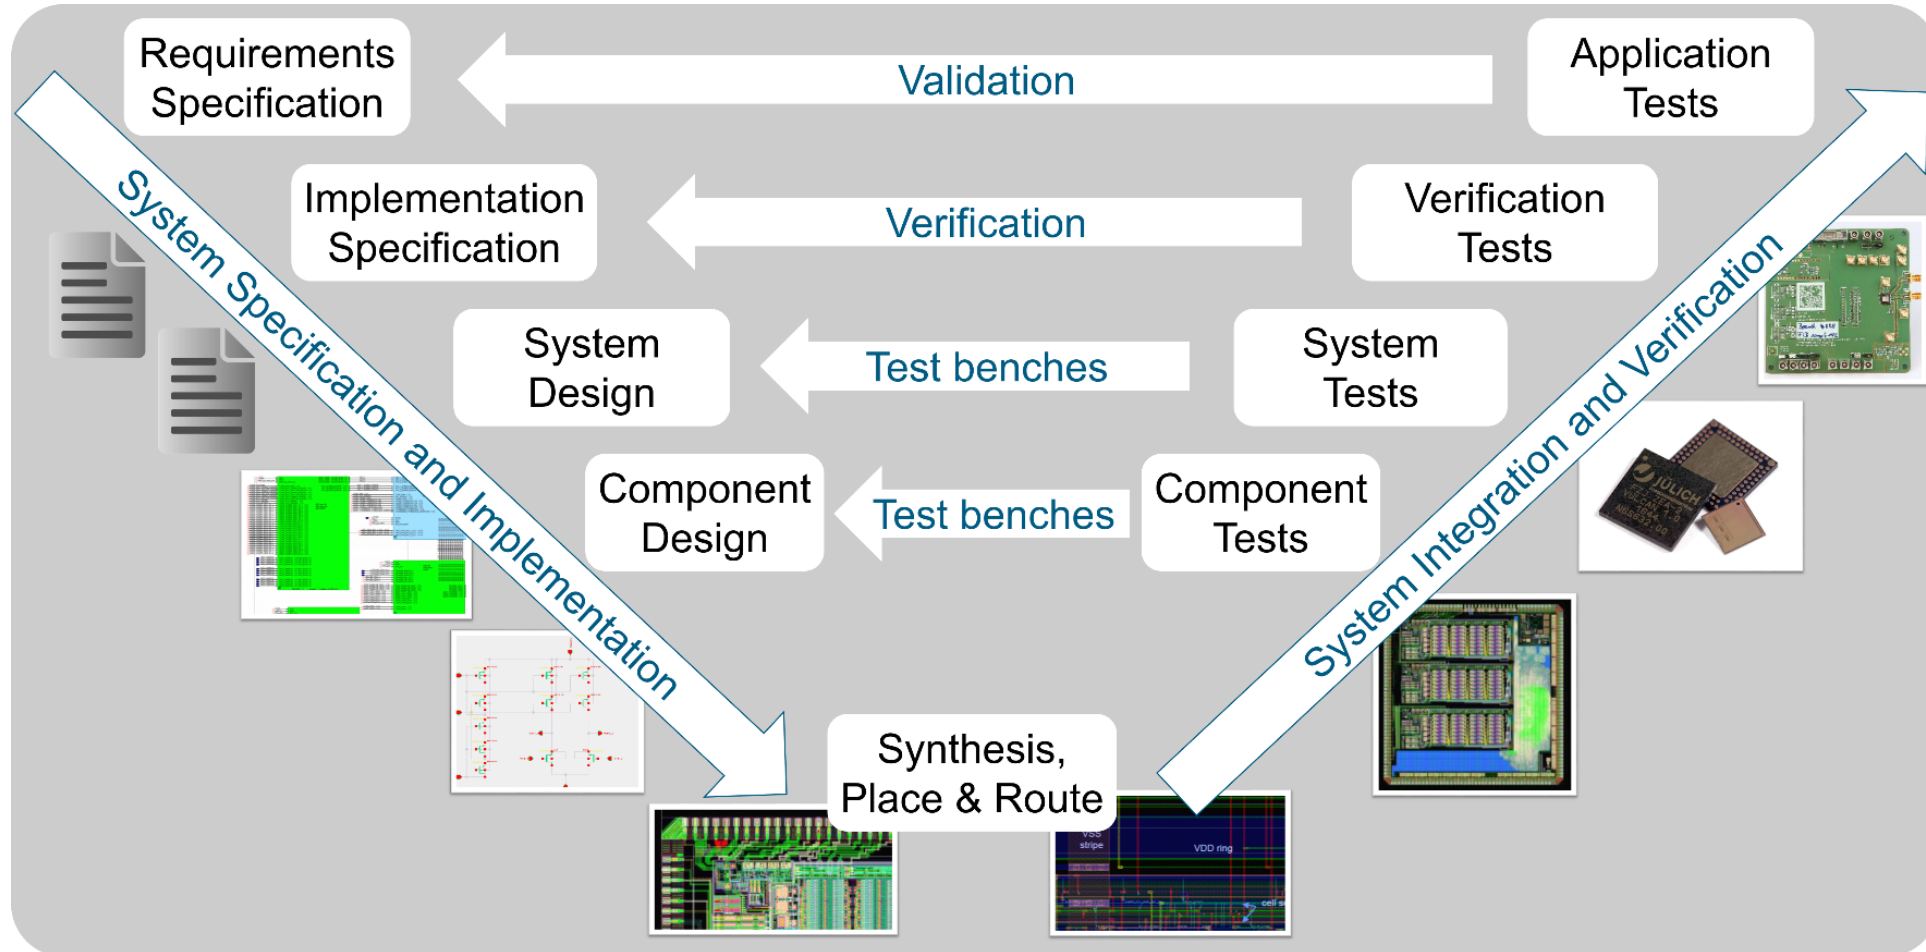 Requirements
Specification
Validation
Application
Tests
Implementation
Specification
Verification
Verification
Tests
System
Design
Test benches
System
Tests
Component
Design
Test benches
Component
Tests
System Specification and Implementation
System Integration and Verification
Synthesis,
Place & Route
JÜLICH
VSS
stripe
VDD ring